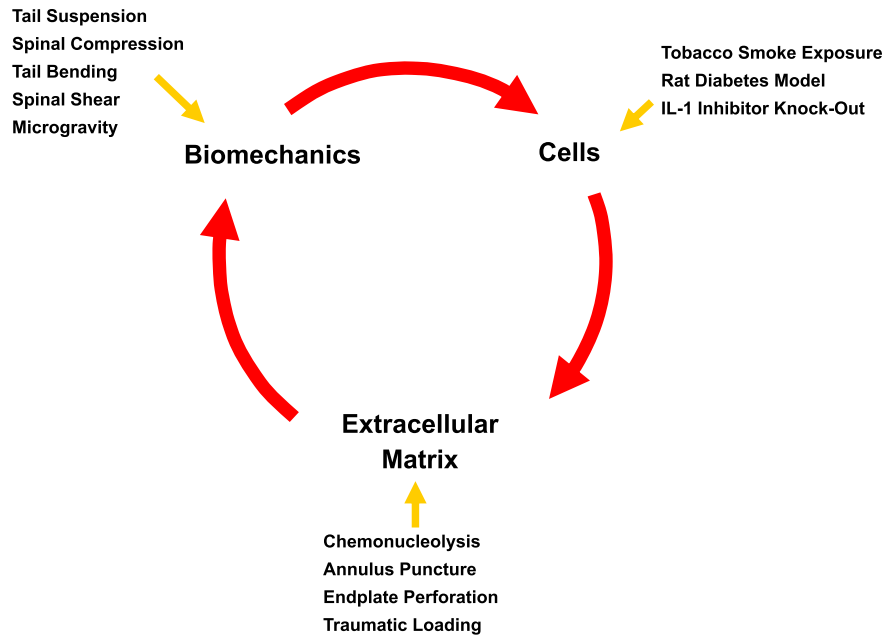 Tail Suspension
Spinal Compression
Tail Bending
Spinal Shear
Microgravity
Tobacco Smoke Exposure
Rat Diabetes Model
IL-1 Inhibitor Knock-Out
Biomechanics
Cells
Extracellular
Matrix
Chemonucleolysis
Annulus Puncture
Endplate Perforation
Traumatic Loading